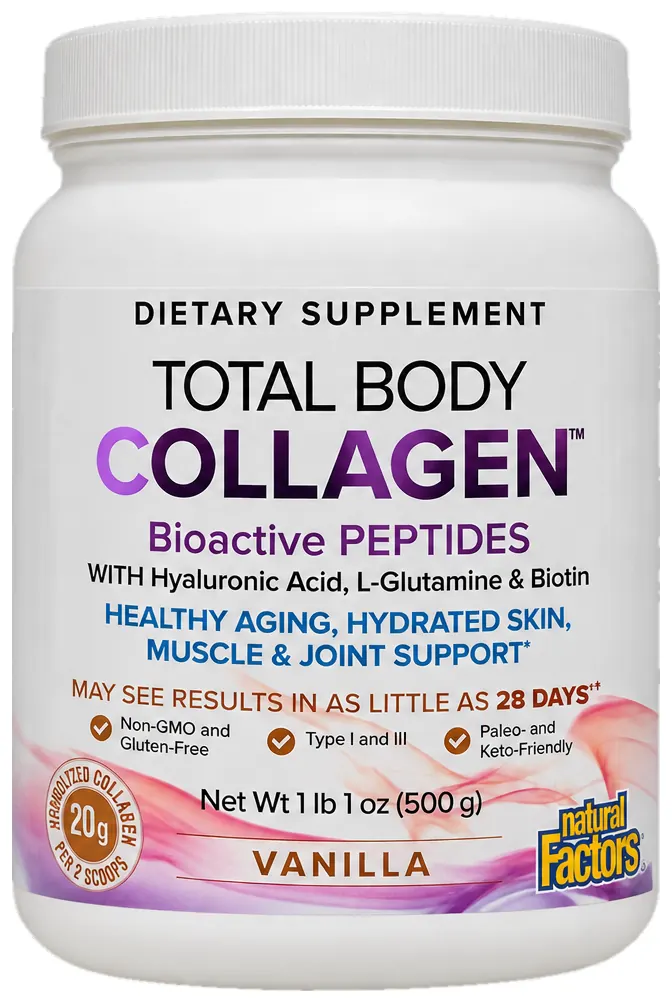 DIETARY SUPPLEMENT
TOTAL BODY
COLLAGEN™
Bioactive PEPTIDES
WITH Hyaluronic Acid, L-Glutamine & Biotin
HEALTHY AGING, HYDRATED SKIN,
MUSCLE & JOINT SUPPORT*
MAY SEE RESULTS IN AS LITTLE AS 28 DAYS**
Non-GMO and
Gluten-Free
Type I and III
Paleo- and
Keto-Friendly
COLLAGEN
20g
PER 2 SCOOPS
Net Wt 1 lb 1 oz (500 g)
VANILLA
natural
Factors®